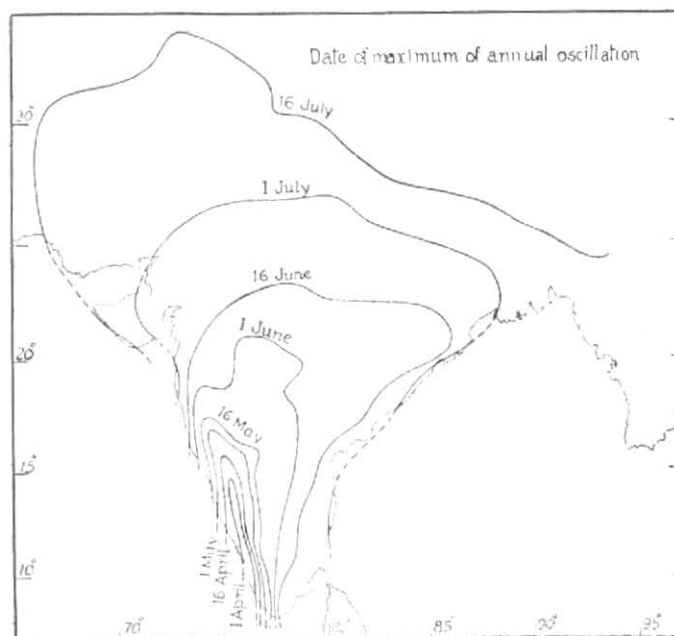 Date of maximum of annual oscillation
16 July
30°
1 July
16 June
1 June
20°
16 May
15°
1 May
16 April
1 April
10°
70°
80°
85°
90°
95°